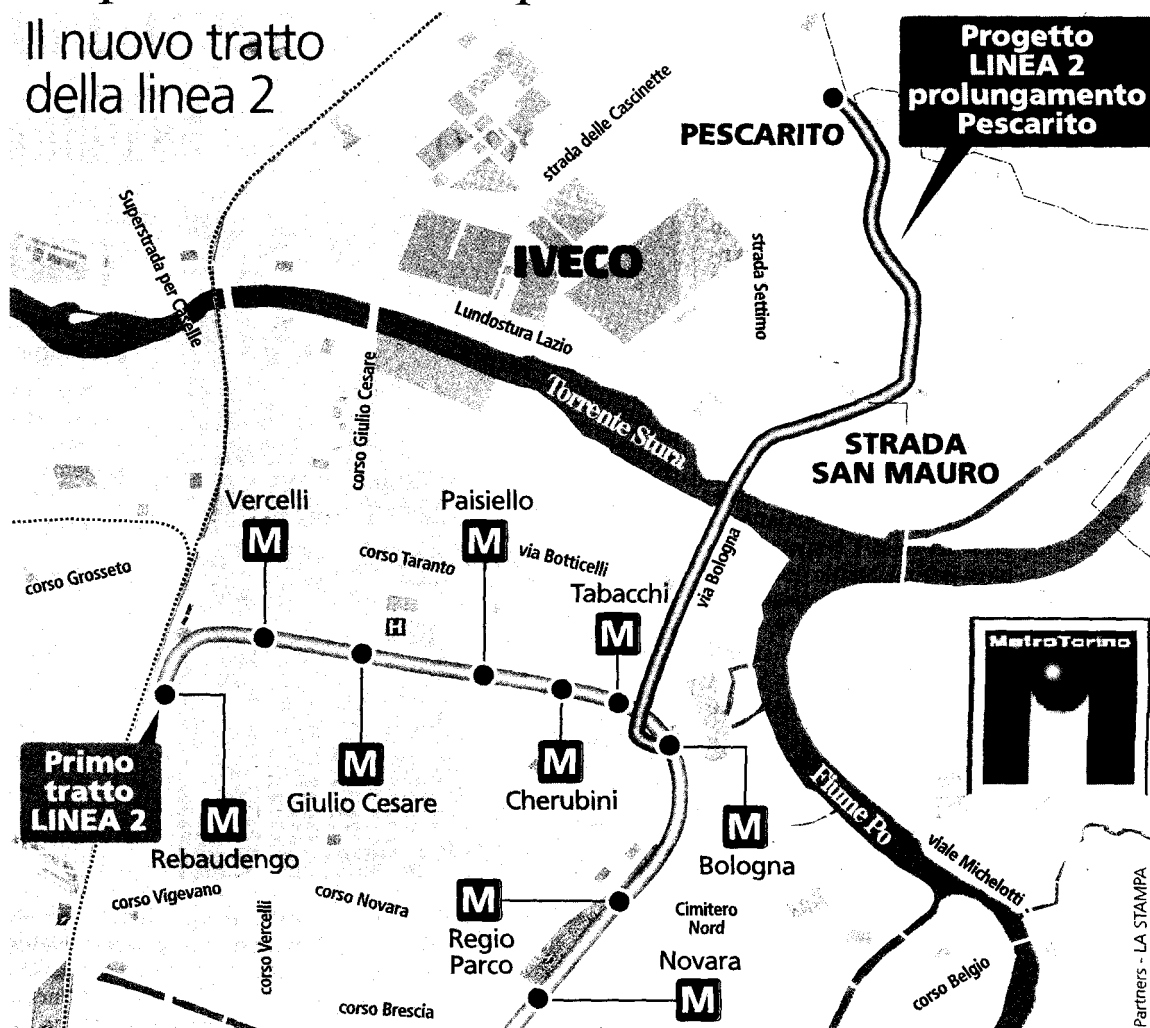 Il nuovo tratto
della linea 2
Progetto
LINEA 2
prolungamento
Pescarito
PESCARITO
strada delle Cascinette
Superstrada per Caselle
IVECO
strada Settimo
Lundostura Lazio
corso Giulio Cesare
Torrente Stura
STRADA
SAN MAURO
Vercelli
M
Paisiello
M
corso Taranto
via Botticelli
via Bologna
corso Grosseto
Tabacchi
M
H
MetroTorino
Primo
tratto
LINEA 2
M
Rebaudengo
M
Giulio Cesare
M
Cherubini
M
Bologna
Fiume Po
viale Michelotti
corso Vigevano
corso Vercelli
corso Novara
M
Regio
Parco
Cimitero
Nord
Novara
M
corso Brescia
corso Belgio
Partners - LA STAMPA